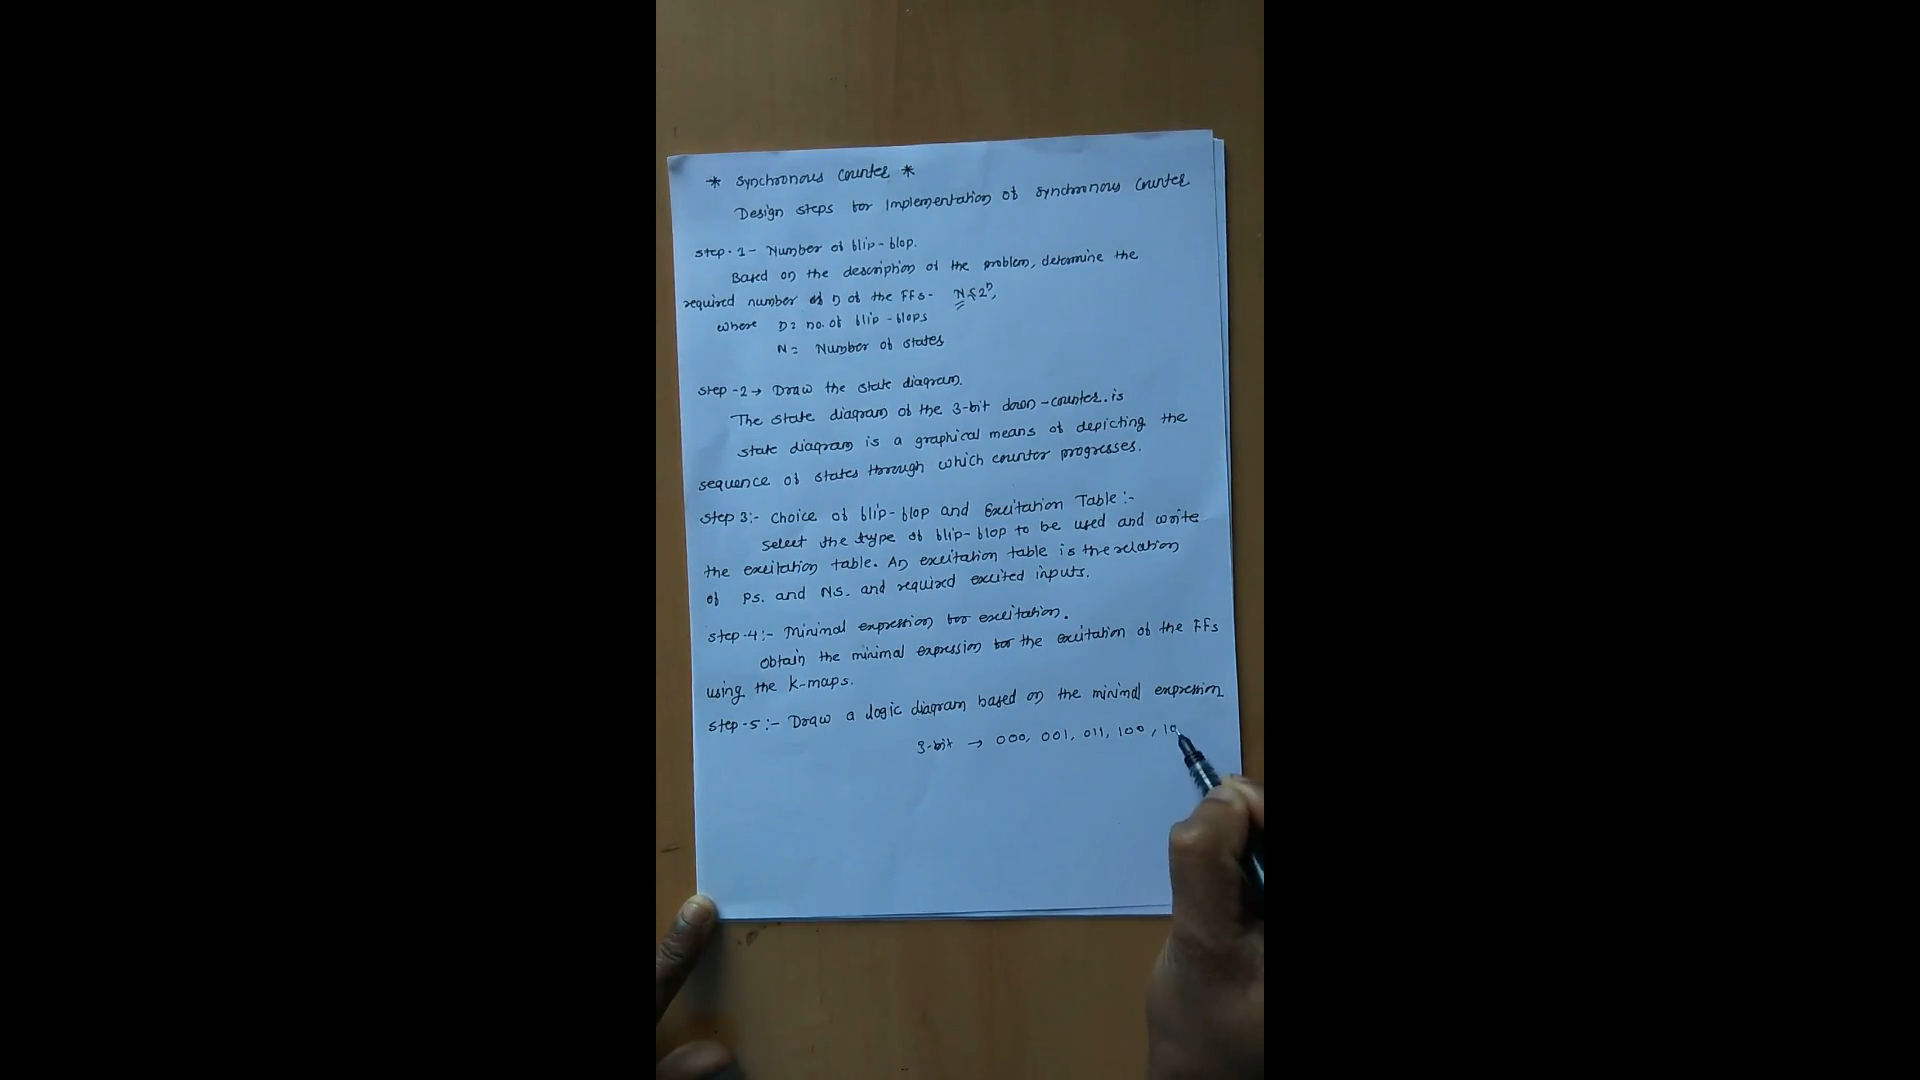 * Synchronous Counter *
Design steps for Implementation of Synchronous Counter
Step-1- Number of flip-flop.
Based on the description of the problem, determine the
required number of n of the FFs- N≤2ⁿ,
where n= no. of flip-flops
N= Number of states
Step-2→ Draw the state diagram.
The state diagram of the 3-bit down-counter. is
state diagram is a graphical means of depicting the
sequence of states through which counter progresses.
Step 3:- Choice of flip-flop and Excitation Table:-
Select the type of flip-flop to be used and write
the excitation table. An excitation table is the relation
of Ps. and Ns. and required excited inputs.
Step-4:- Minimal expression for excitation.
Obtain the minimal expression for the excitation of the FFs
using the K-maps.
Step-5:- Draw a logic diagram based on the minimal expression
3-bit → 000, 001, 011, 100, 10